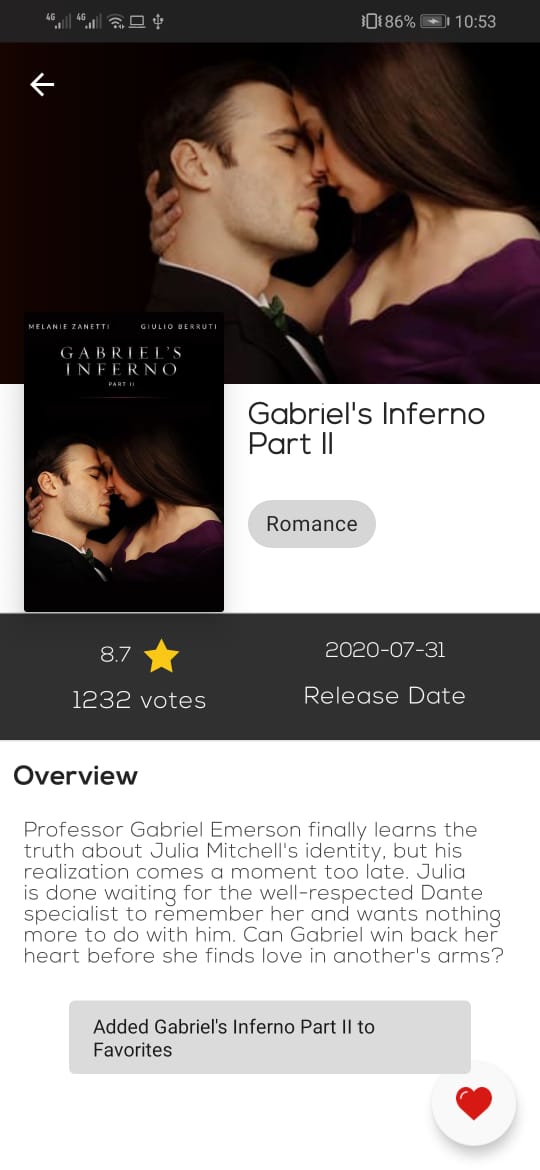 4G 4G 86% 10:53
MELANIE ZANETTI GIULIO BERRUTI
GABRIEL'S
INFERNO
PART II
Gabriel's Inferno
Part II
Romance
8.7
1232 votes
2020-07-31
Release Date
Overview
Professor Gabriel Emerson finally learns the
truth about Julia Mitchell's identity, but his
realization comes a moment too late. Julia
is done waiting for the well-respected Dante
specialist to remember her and wants nothing
more to do with him. Can Gabriel win back her
heart before she finds love in another's arms?
Added Gabriel's Inferno Part II to
Favorites